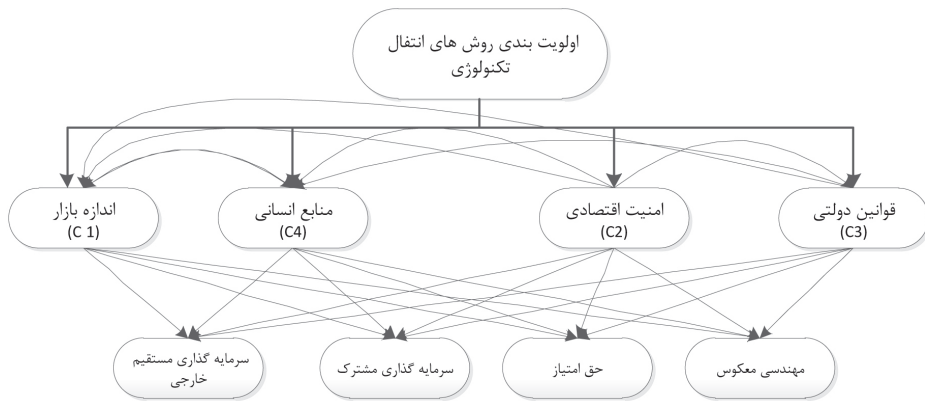 اولویت بندی روش های انتفال
تکنولوژی
قوانین دولتی
(C3)
امنیت اقتصادی
(C2)
منابع انسانی
(C4)
اندازه بازار
(C 1)
مهندسی معکوس
حق امتیاز
سرمایه گذاری مشترک
سرمایه گذاری مستقیم
خارجی